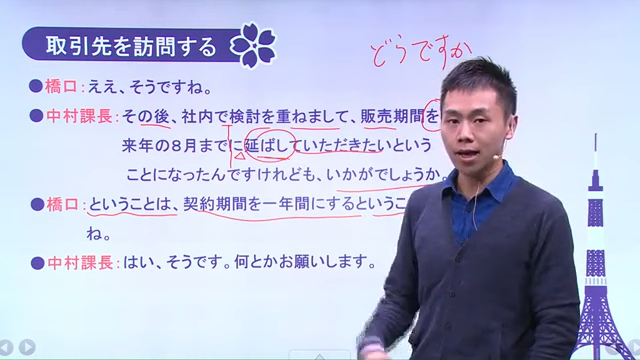 取引先を訪問する
どうですか
●橋口：ええ、そうですね。
●中村課長：その後、社内で検討を重ねまして、販売期間を
来年の８月までに延ばしていただきたいという
ことになったんですけれども、いかがでしょうか。
●橋口：ということは、契約期間を一年間にするというこ
ね。
●中村課長：はい、そうです。何とかお願いします。